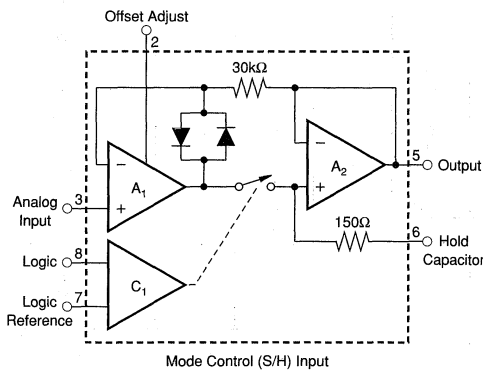 Offset Adjust
2
30kΩ
−
A1
+
−
A2
+
5
Output
3
Analog
Input
150Ω
6
Hold
Capacitor
8
Logic
C1
7
Logic
Reference
Mode Control (S/H) Input